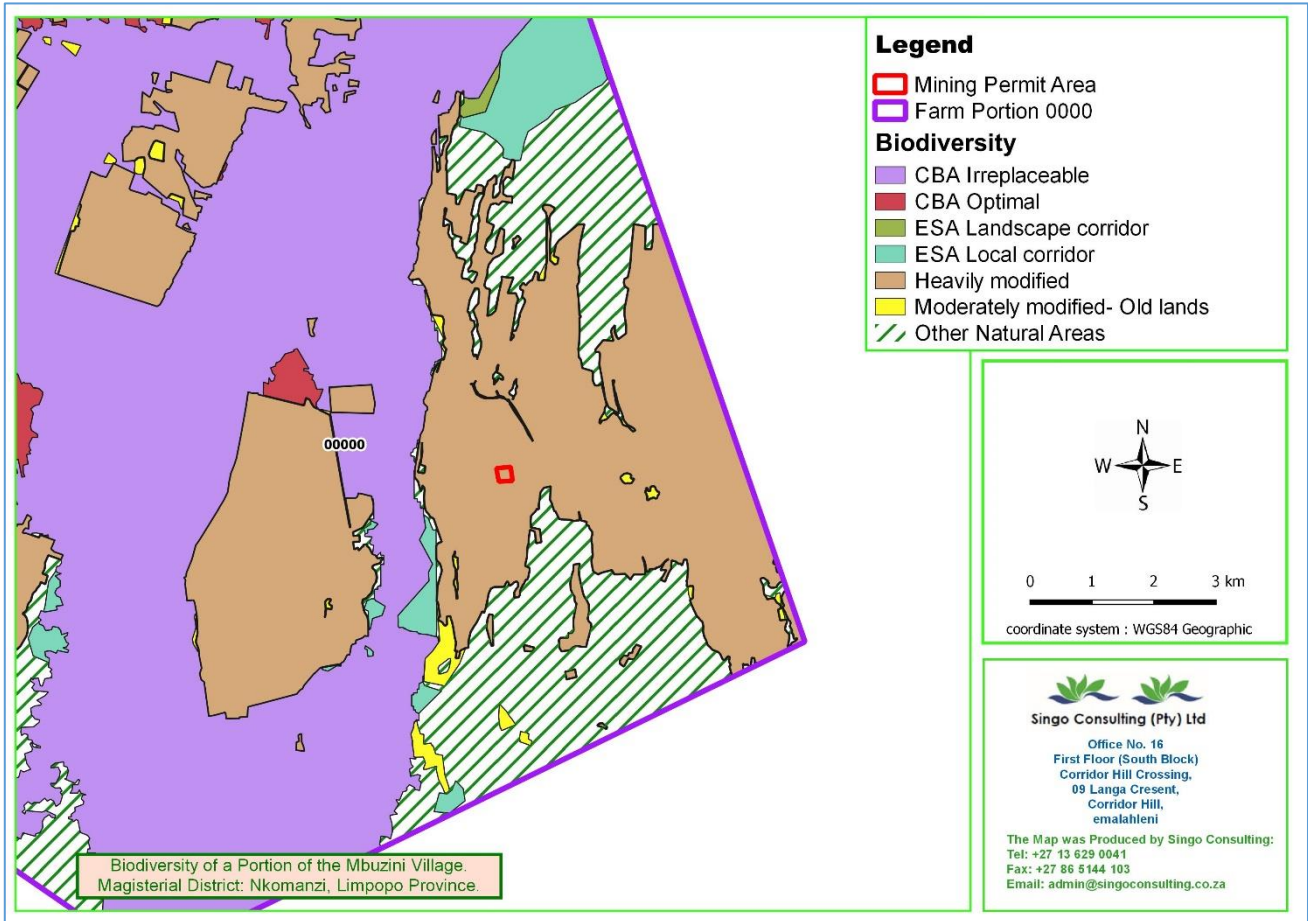 Legend
Mining Permit Area
Farm Portion 0000
Biodiversity
CBA Irreplaceable
CBA Optimal
ESA Landscape corridor
ESA Local corridor
Heavily modified
Moderately modified- Old lands
Other Natural Areas
00000
N
W E
S
0 1 2 3 km
coordinate system : WGS84 Geographic
Singo Consulting (Pty) Ltd
Office No. 16
First Floor (South Block)
Corridor Hill Crossing,
09 Langa Cresent,
Corridor Hill,
emalahleni
The Map was Produced by Singo Consulting:
Tel: +27 13 629 0041
Fax: +27 86 5144 103
Email: admin@singoconsulting.co.za
Biodiversity of a Portion of the Mbuzini Village.
Magisterial District: Nkomanzi, Limpopo Province.